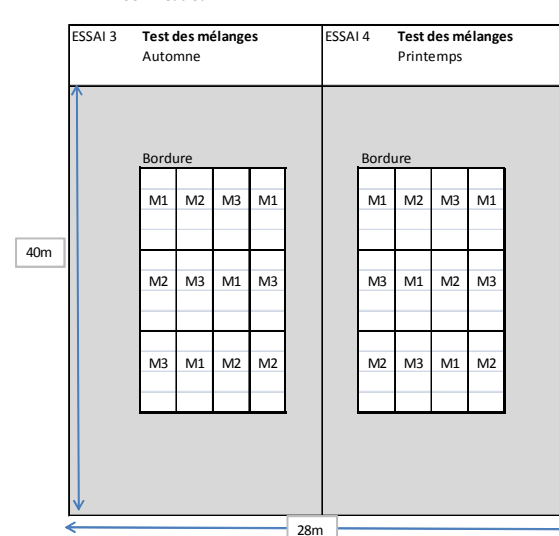 ESSAI 3 Test des mélanges ESSAI 4 Test des mélanges
Automne Printemps
Bordure Bordure
M1 M2 M3 M1 M1 M2 M3 M1
40m
M2 M3 M1 M3 M3 M1 M2 M3
M3 M1 M2 M2 M2 M3 M1 M2
28m